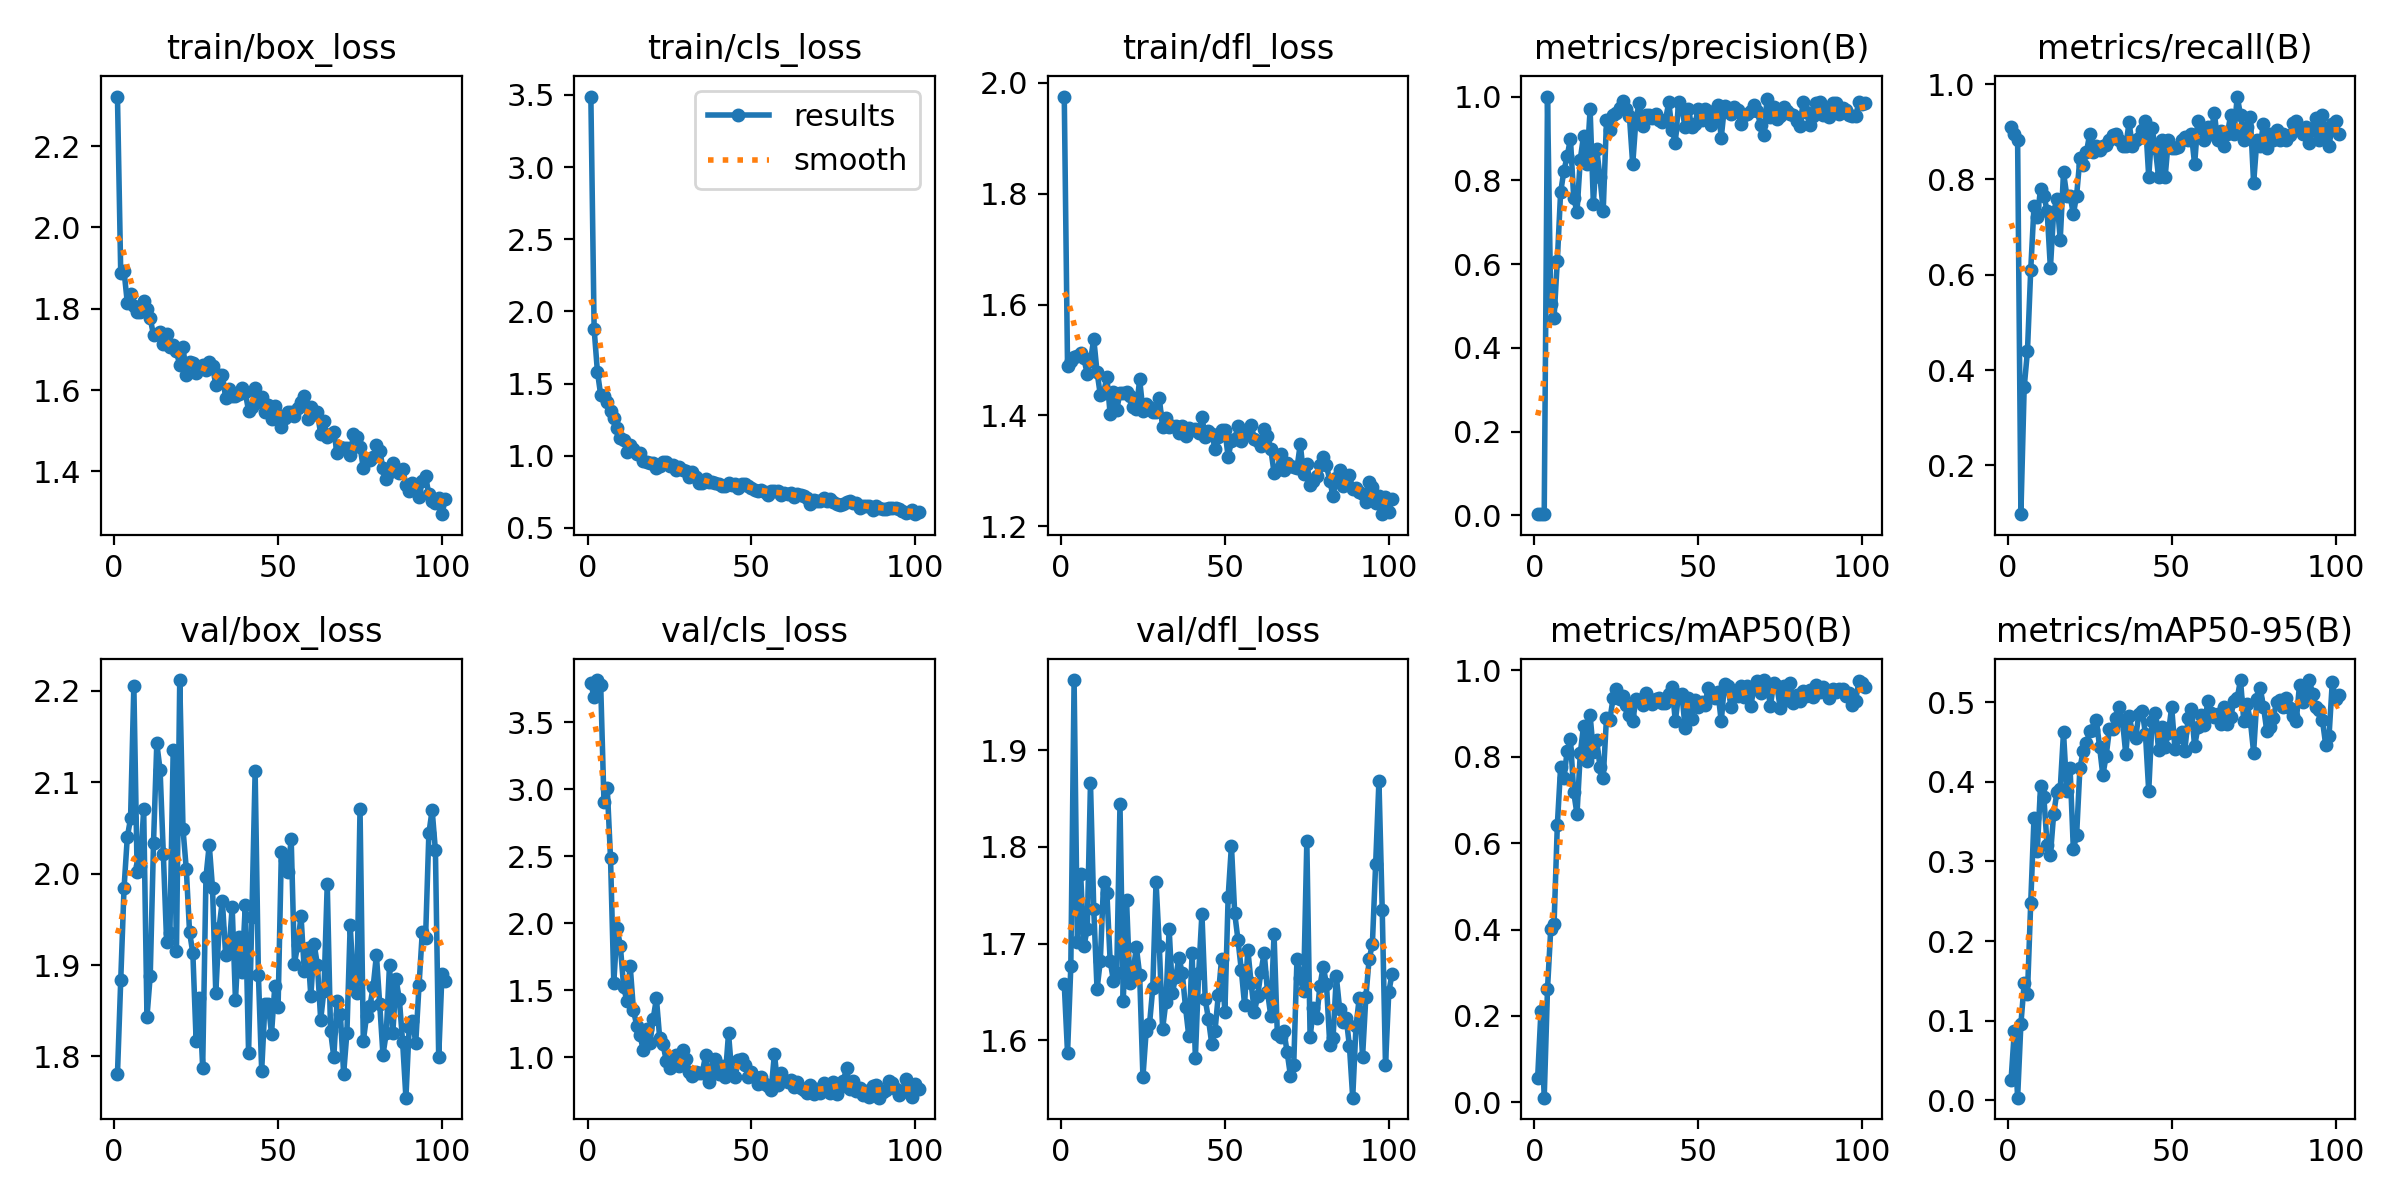 train/box_loss
2.2
2.0
1.8
1.6
1.4
0 50 100
train/cls_loss
results
smooth
3.5
3.0
2.5
2.0
1.5
1.0
0.5
0 50 100
train/dfl_loss
2.0
1.8
1.6
1.4
1.2
0 50 100
metrics/precision(B)
1.0
0.8
0.6
0.4
0.2
0.0
0 50 100
metrics/recall(B)
1.0
0.8
0.6
0.4
0.2
0 50 100
val/box_loss
2.2
2.1
2.0
1.9
1.8
0 50 100
val/cls_loss
3.5
3.0
2.5
2.0
1.5
1.0
0 50 100
val/dfl_loss
1.9
1.8
1.7
1.6
0 50 100
metrics/mAP50(B)
1.0
0.8
0.6
0.4
0.2
0.0
0 50 100
metrics/mAP50-95(B)
0.5
0.4
0.3
0.2
0.1
0.0
0 50 100